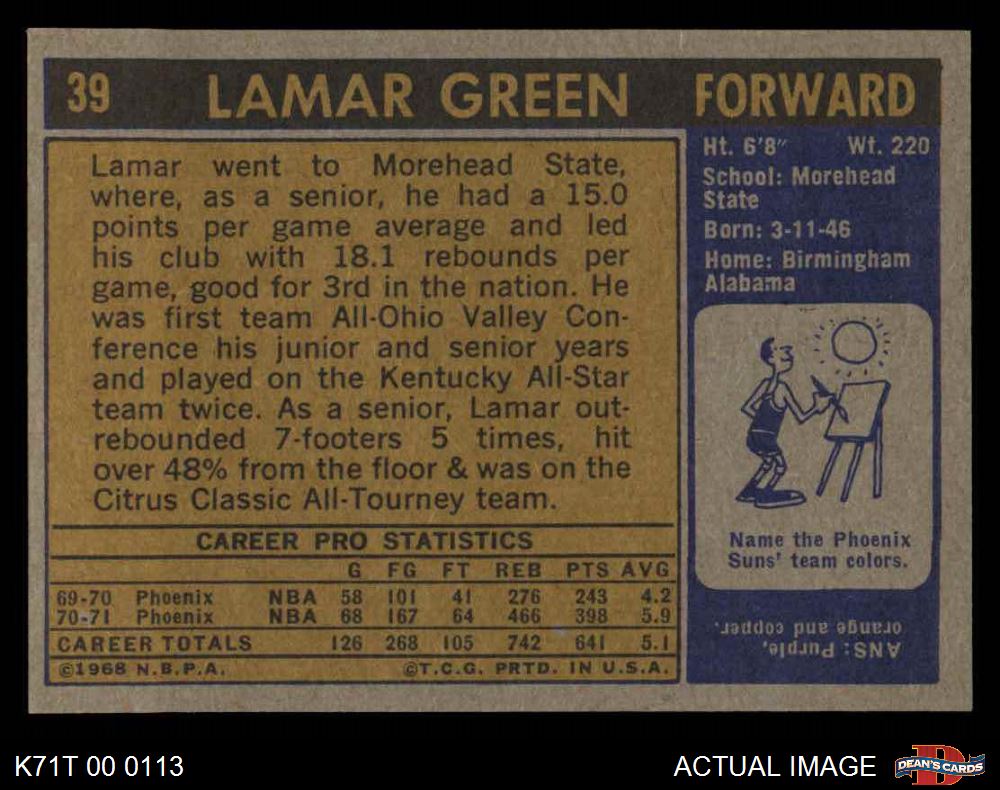 39 LAMAR GREEN FORWARD
Lamar went to Morehead State,
where, as a senior, he had a 15.0
points per game average and led
his club with 18.1 rebounds per
game, good for 3rd in the nation. He
was first team All-Ohio Valley Con-
ference his junior and senior years
and played on the Kentucky All-Star
team twice. As a senior, Lamar out-
rebounded 7-footers 5 times, hit
over 48% from the floor & was on the
Citrus Classic All-Tourney team.
CAREER PRO STATISTICS
G FG FT REB PTS AVG
69-70 Phoenix NBA 58 101 41 276 243 4.2
70-71 Phoenix NBA 68 167 64 466 398 5.9
CAREER TOTALS 126 268 105 742 641 5.1
©1968 N.B.P.A. ©T.C.G. PRTD. IN U.S.A.
Ht. 6'8" Wt. 220
School: Morehead
State
Born: 3-11-46
Home: Birmingham
Alabama
Name the Phoenix
Suns' team colors.
ANS: Purple,
orange and copper.
K71T 00 0113
ACTUAL IMAGE
DEAN'S CARDS